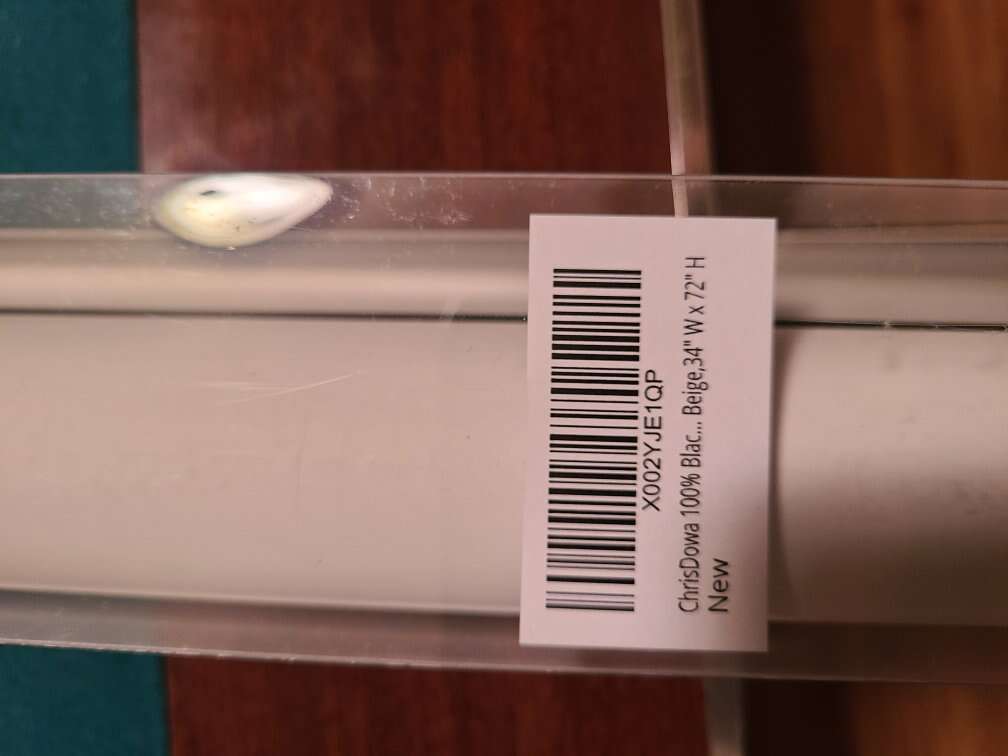 X002YJE1QP
ChrisDowa 100% Blac... Beige,34" W x 72" H
New